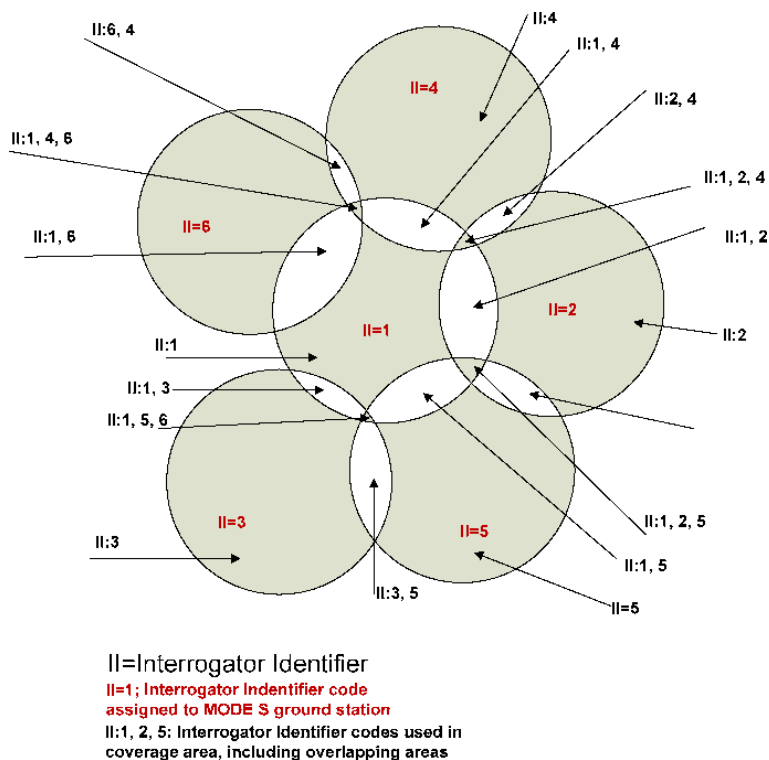 II:6, 4
II:4
II:1, 4
II=4
II:2, 4
II:1, 4, 6
II:1, 2, 4
II=6
II:1, 6
II:1, 2
II=2
II=1
II:2
II:1
II:1, 3
II:1, 5, 6
II=3
II=5
II:1, 2, 5
II:3
II:1, 5
II:3, 5
II=5
II=Interrogator Identifier
II=1; Interrogator Indentifier code
assigned to MODE S ground station
II:1, 2, 5: Interrogator Identifier codes used in
coverage area, including overlapping areas